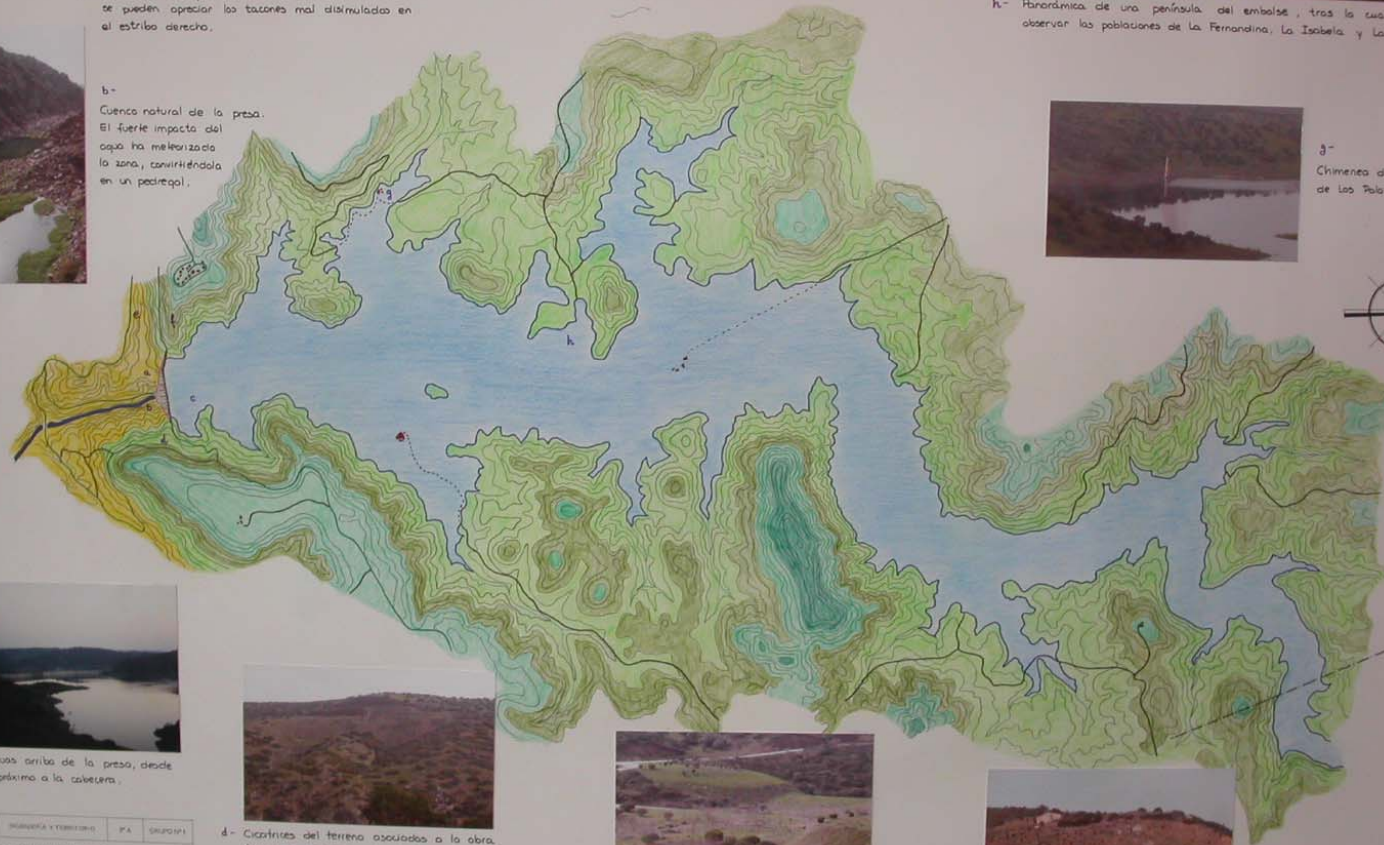 se pueden apreciar los tacones mal disimulados en
el estribo derecho.
h- Panorámica de una península del embalse, tras la
observar las poblaciones de La Fernandina, La Isabela y
b-
Cuenca natural de la presa.
El fuerte impacto del
agua ha meteorizado
la zona, convirtiéndola
en un pedregal.
g-
Chimenea
de Los
g
e
f
a
b
c
d
h
arriba de la presa, desde
próximo a la cabecera.
d- Cicatrices del terreno asociadas a la obra